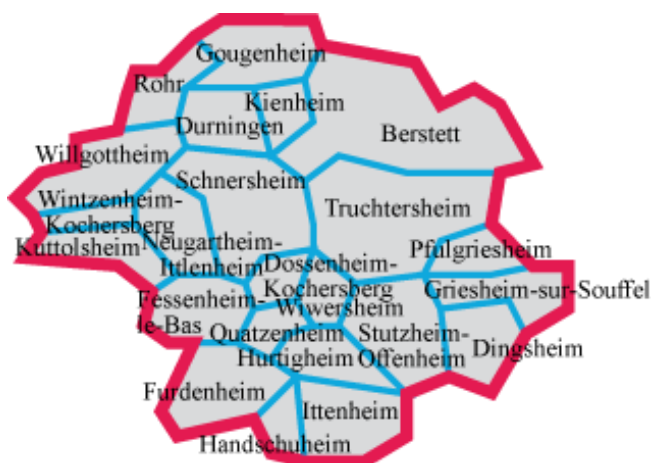 Gougenheim
Rohr
Kienheim
Durningen
Berstett
Willgottheim
Schnersheim
Wintzenheim-
Kochersberg
Truchtersheim
Kuttolsheim
Neugartheim-
Ittlenheim
Pfulgriesheim
Dossenheim-
Kochersberg
Fessenheim-
le-Bas
Griesheim-sur-Souffel
Wiwersheim
Quatzenheim
Stutzheim-
Offenheim
Dingsheim
Hurtigheim
Furdenheim
Ittenheim
Handschuheim